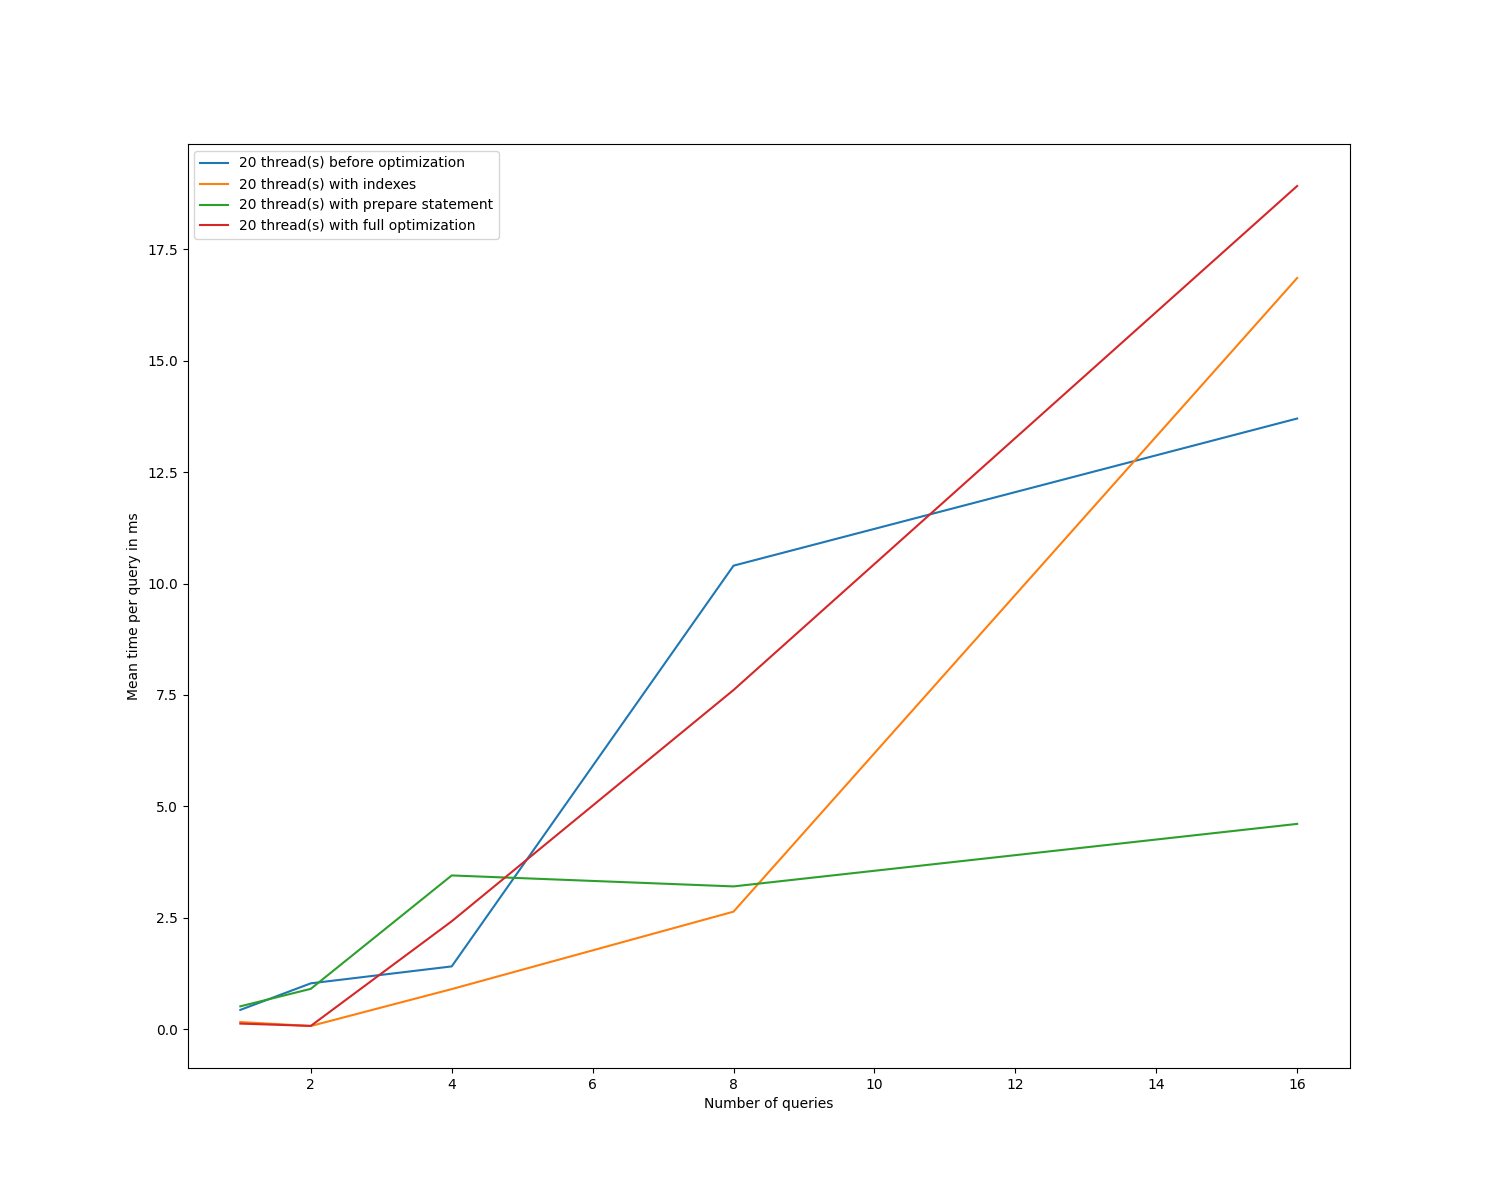 20 thread(s) before optimization
20 thread(s) with indexes
20 thread(s) with prepare statement
20 thread(s) with full optimization
17.5
15.0
12.5
10.0
7.5
5.0
2.5
0.0
Mean time per query in ms
2 4 6 8 10 12 14 16
Number of queries